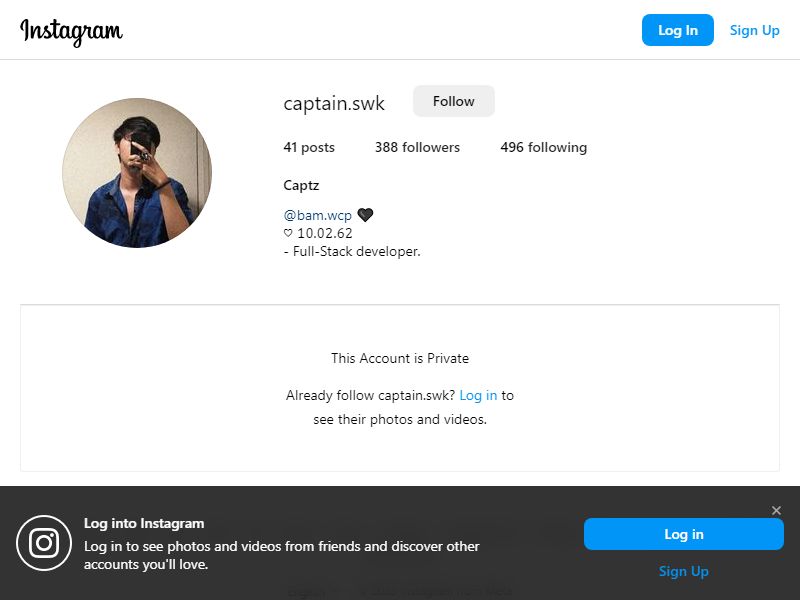 Instagram
Log In
Sign Up
captain.swk
Follow
41 posts
388 followers
496 following
Captz
@bam.wcp 🖤
♡ 10.02.62
- Full-Stack developer.
This Account is Private
Already follow captain.swk? Log in to
see their photos and videos.
Log into Instagram
Log in to see photos and videos from friends and discover other
accounts you'll love.
Log in
Sign Up